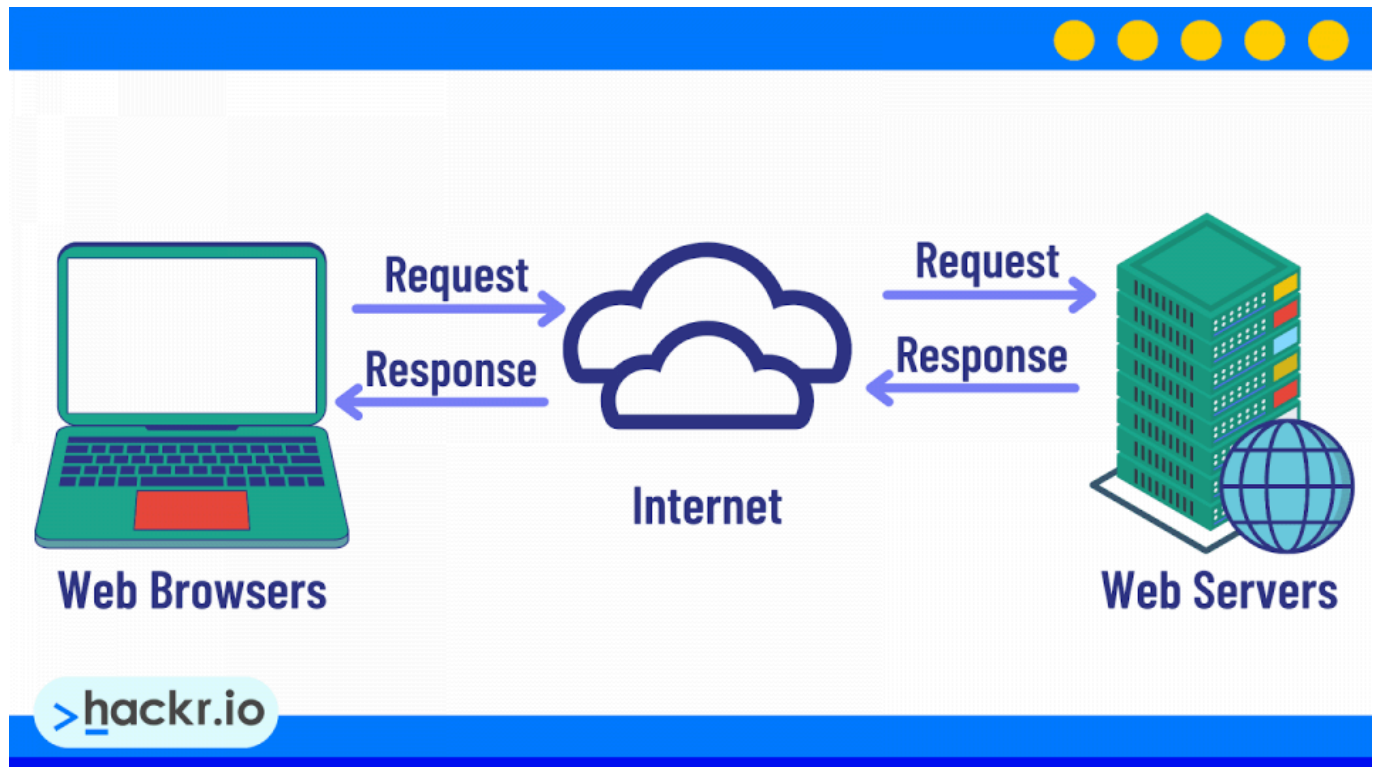 Request
Request
Response
Response
Internet
Web Browsers
Web Servers
>hackr.io